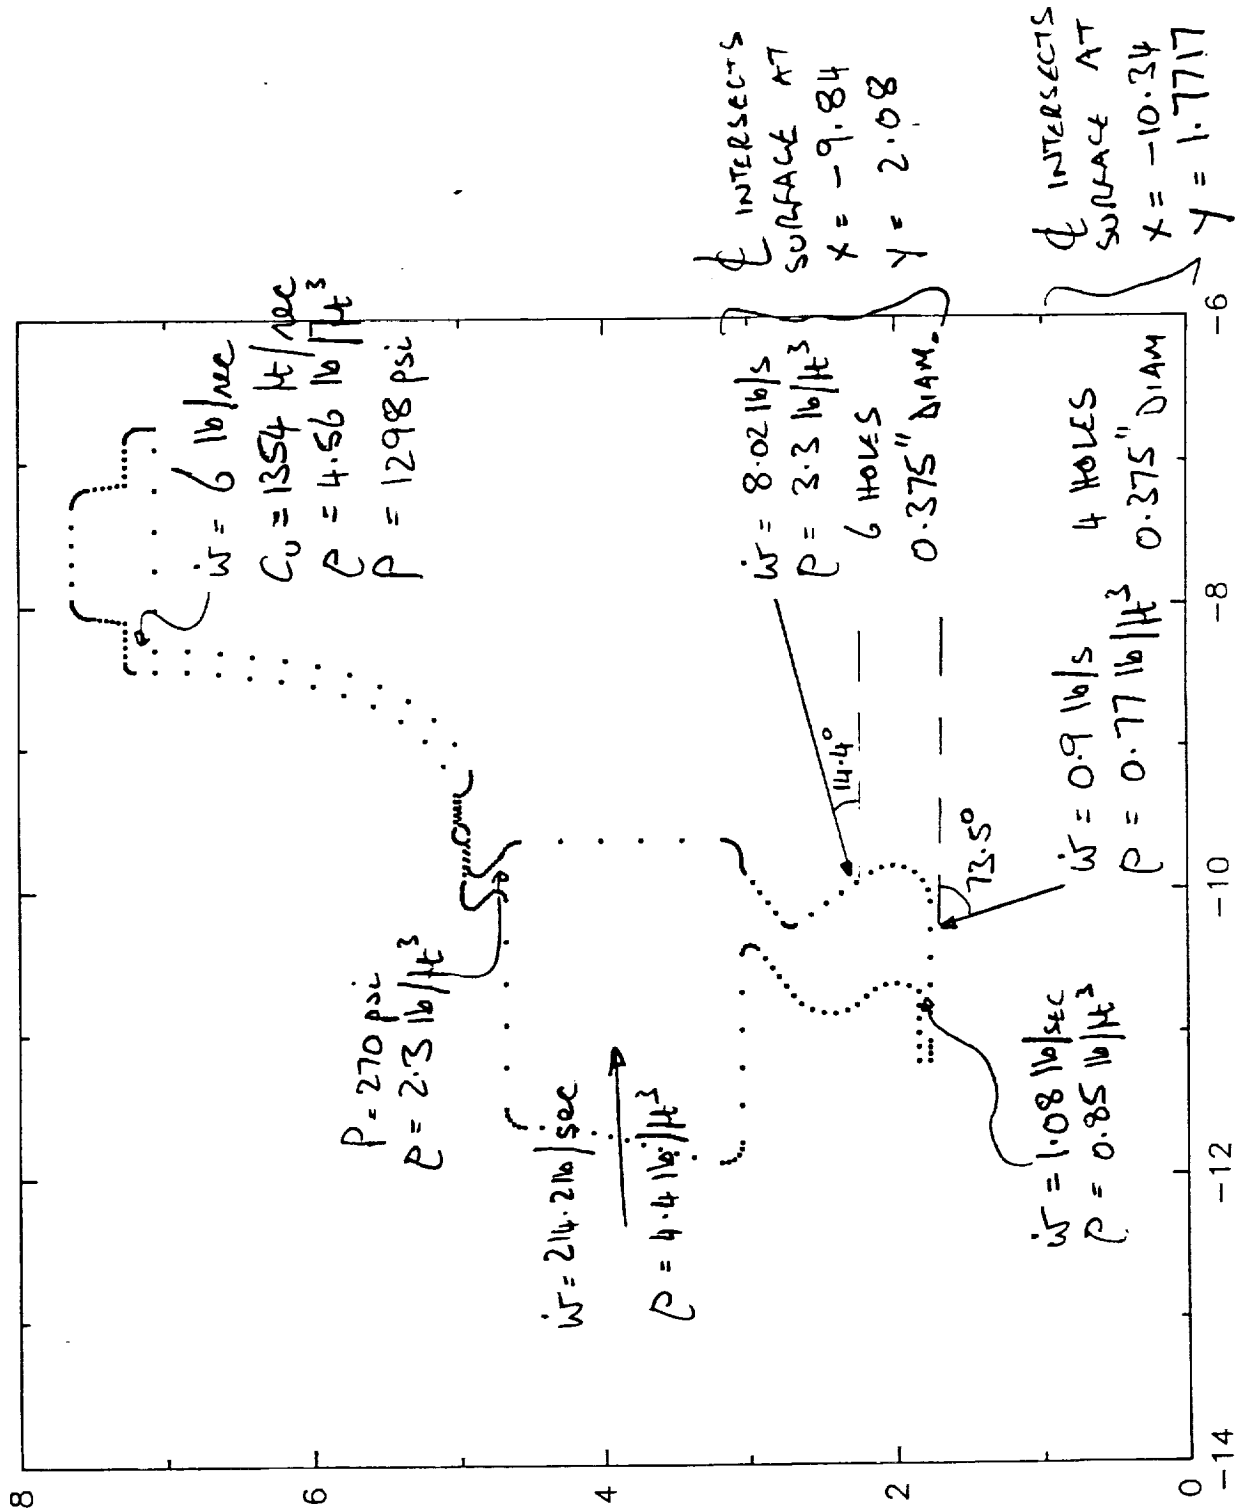 8
6
4
2
0
-14
-12
-10
-8
-6
ẇ = 6 lb/sec
Cu = 1354 ft/sec
ρ = 4.56 lb/ft³
P = 1298 psi
P = 270 psi
ρ = 2.3 lb/ft³
ẇ = 214.2 lb/sec
ρ = 4.4 lb/ft³
ẇ = 8.02 lb/s
ρ = 3.3 lb/ft³
6 HOLES
0.375" DIAM.
14.4°
℄ INTERSECTS
SURFACE AT
X = -9.84
Y = 2.08
73.5°
ẇ = 0.9 lb/s
ρ = 0.77 lb/ft³
4 HOLES
0.375" DIAM
℄ INTERSECTS
SURFACE AT
X = -10.34
Y = 1.7717
ẇ = 1.08 lb/sec
ρ = 0.85 lb/ft³